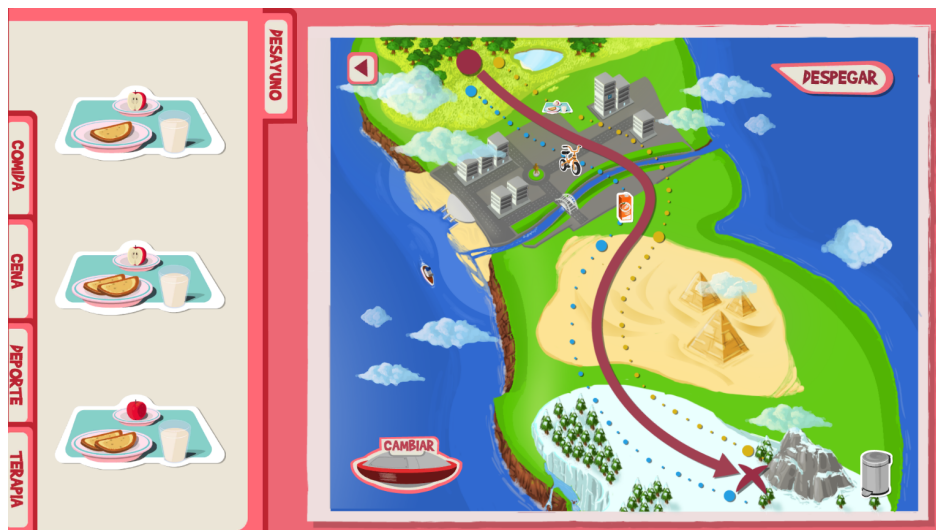 DESAYUNO
COMIDA
CENA
DEPORTE
TERAPIA
DESPEGAR
CAMBIAR